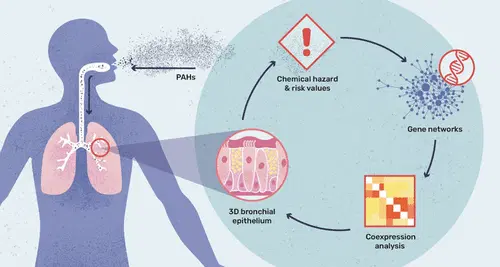 PAHs
Chemical hazard
& risk values
Gene networks
Coexpression
analysis
3D bronchial
epithelium